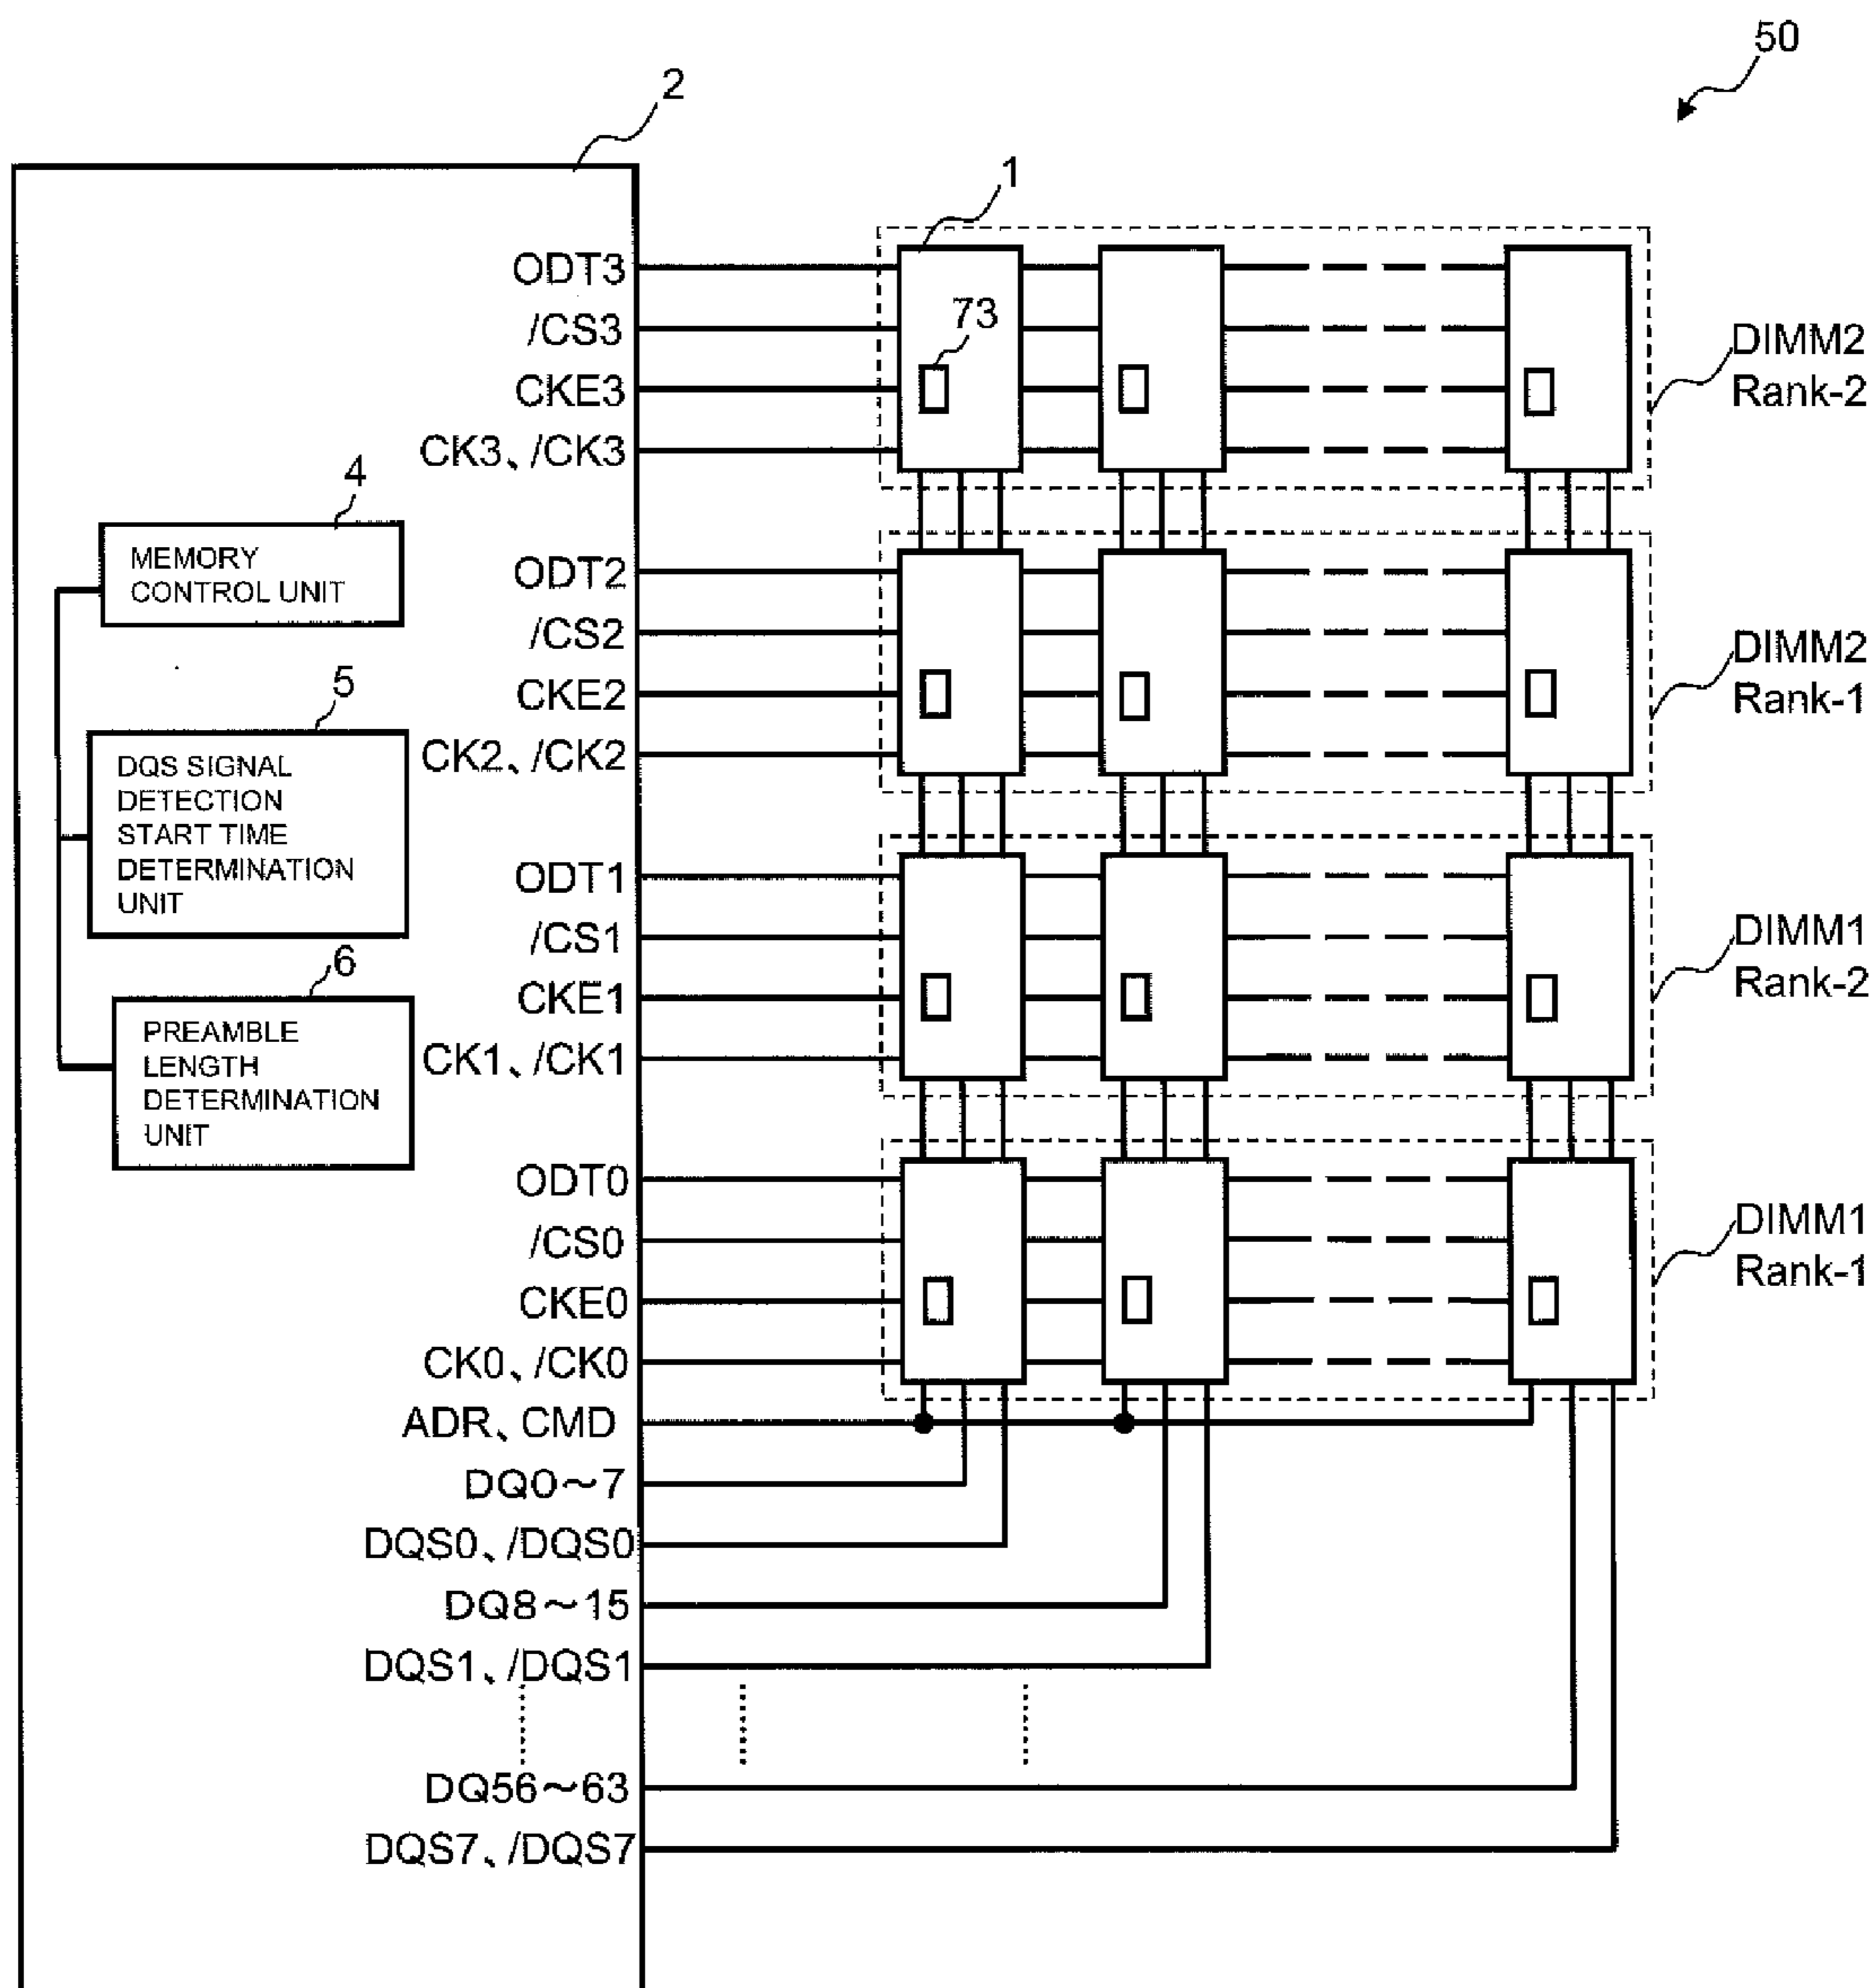 50
2
1
ODT3
/CS3
73
CKE3
CK3、/CK3
DIMM2
Rank-2
4
MEMORY
CONTROL UNIT
ODT2
/CS2
CKE2
CK2、/CK2
DIMM2
Rank-1
5
DQS SIGNAL
DETECTION
START TIME
DETERMINATION
UNIT
ODT1
/CS1
CKE1
CK1、/CK1
DIMM1
Rank-2
6
PREAMBLE
LENGTH
DETERMINATION
UNIT
ODT0
/CS0
CKE0
CK0、/CK0
DIMM1
Rank-1
ADR、CMD
DQ0～7
DQS0、/DQS0
DQ8～15
DQS1、/DQS1
DQ56～63
DQS7、/DQS7